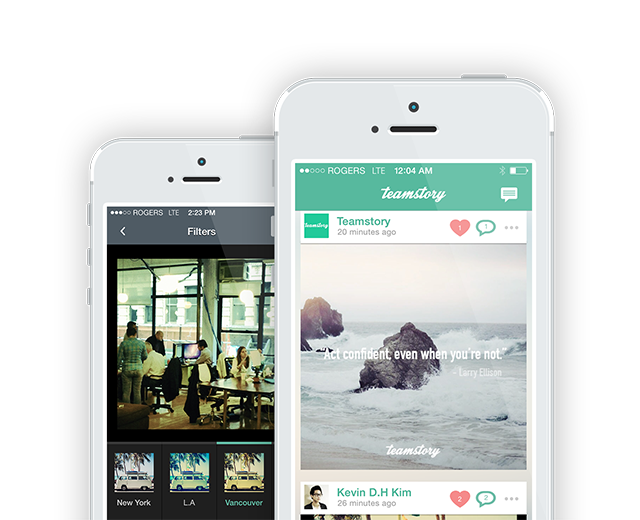 ROGERS LTE 2:23 PM
Filters
New York
L.A
Vancouver
ROGERS LTE 12:04 AM
teamstory
teamstory
Teamstory
20 minutes ago
1
1
"Act confident, even when you're not."
- Larry Ellison
teamstory
Kevin D.H Kim
26 minutes ago
2
2